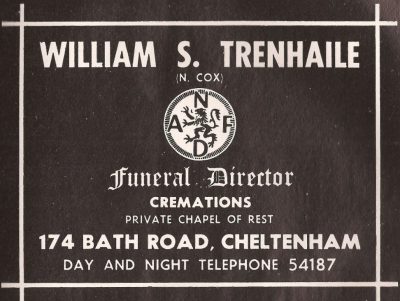 WILLIAM S. TRENHAILE
(N. COX)
N
A F
D
Funeral Director
CREMATIONS
PRIVATE CHAPEL OF REST
174 BATH ROAD, CHELTENHAM
DAY AND NIGHT TELEPHONE 54187